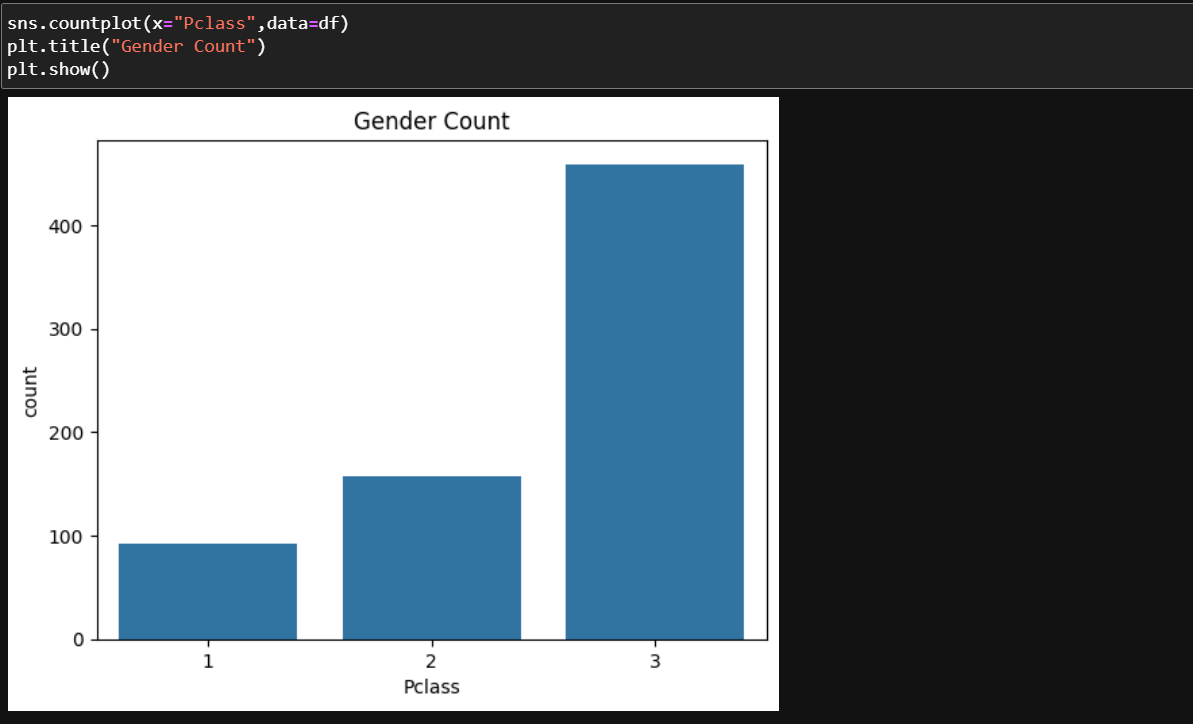 sns.countplot(x="Pclass",data=df)
plt.title("Gender Count")
plt.show()
Gender Count
400
300
200
100
0
count
1 2 3
Pclass